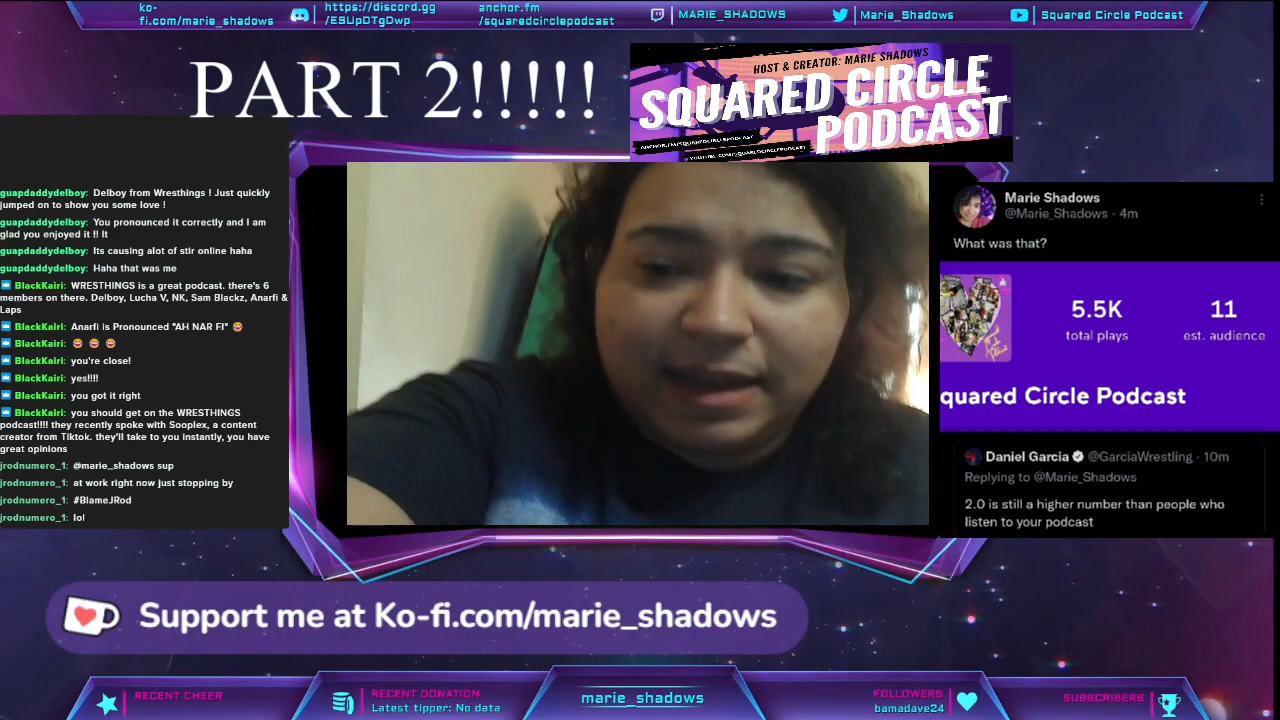 ko-
fi.com/marie_shadows
https://discord.gg
/ESUpDTgDwp
anchor.fm
/squaredcirclepodcast
MARIE_SHADOWS
Marie_Shadows
Squared Circle Podcast
PART 2!!!!!
HOST & CREATOR: MARIE SHADOWS
SQUARED CIRCLE
PODCAST
ANCHOR.FM/SQUAREDCIRCLEPODCAST
YOUTUBE.COM/SQUAREDCIRCLEPODCAST
guapdaddydelboy: Delboy from Wresthings ! Just quickly
jumped on to show you some love !
guapdaddydelboy: You pronounced it correctly and I am
glad you enjoyed it !! It
guapdaddydelboy: Its causing alot of stir online haha
guapdaddydelboy: Haha that was me
BlackKairi: WRESTHINGS is a great podcast. there's 6
members on there. Delboy, Lucha V, NK, Sam Blackz, Anarfi &
Laps
BlackKairi: Anarfi is Pronounced "AH NAR FI" 😂
BlackKairi: 😂 😂 😂
BlackKairi: you're close!
BlackKairi: yes!!!!
BlackKairi: you got it right
BlackKairi: you should get on the WRESTHINGS
podcast!!!! they recently spoke with Sooplex, a content
creator from Tiktok. they'll take to you instantly, you have
great opinions
jrodnumero_1: @marie_shadows sup
jrodnumero_1: at work right now just stopping by
jrodnumero_1: #BlameJRod
jrodnumero_1: lol
Marie Shadows
@Marie_Shadows · 4m
What was that?
5.5K
11
total plays
est. audience
quared Circle Podcast
Daniel Garcia @GarciaWrestling · 10m
Replying to @Marie_Shadows
2.0 is still a higher number than people who
listen to your podcast
Support me at Ko-fi.com/marie_shadows
RECENT CHEER
RECENT DONATION
Latest tipper: No data
marie_shadows
FOLLOWERS
bamadave24
SUBSCRIBERS